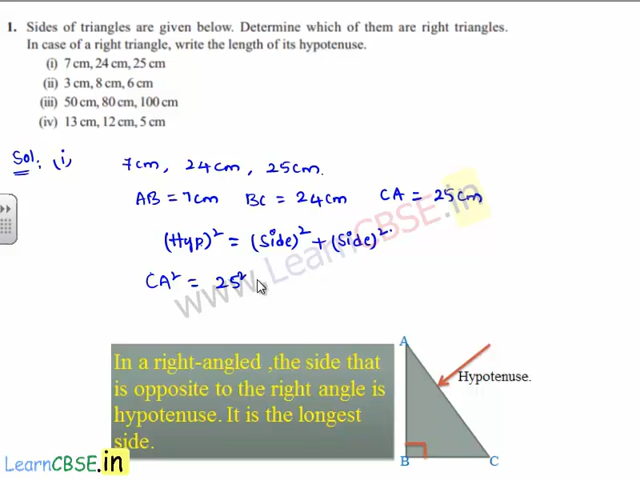 1. Sides of triangles are given below. Determine which of them are right triangles.
In case of a right triangle, write the length of its hypotenuse.
(i) 7 cm, 24 cm, 25 cm
(ii) 3 cm, 8 cm, 6 cm
(iii) 50 cm, 80 cm, 100 cm
(iv) 13 cm, 12 cm, 5 cm
Sol: (i) 7cm, 24cm, 25cm.
AB = 7cm BC = 24cm CA = 25cm
(Hyp)² = (Side)² + (Side)².
CA² = 25²
www.LearnCBSE.in
In a right-angled ,the side that
is opposite to the right angle is
hypotenuse. It is the longest
side.
A
Hypotenuse.
B C
LearnCBSE.in